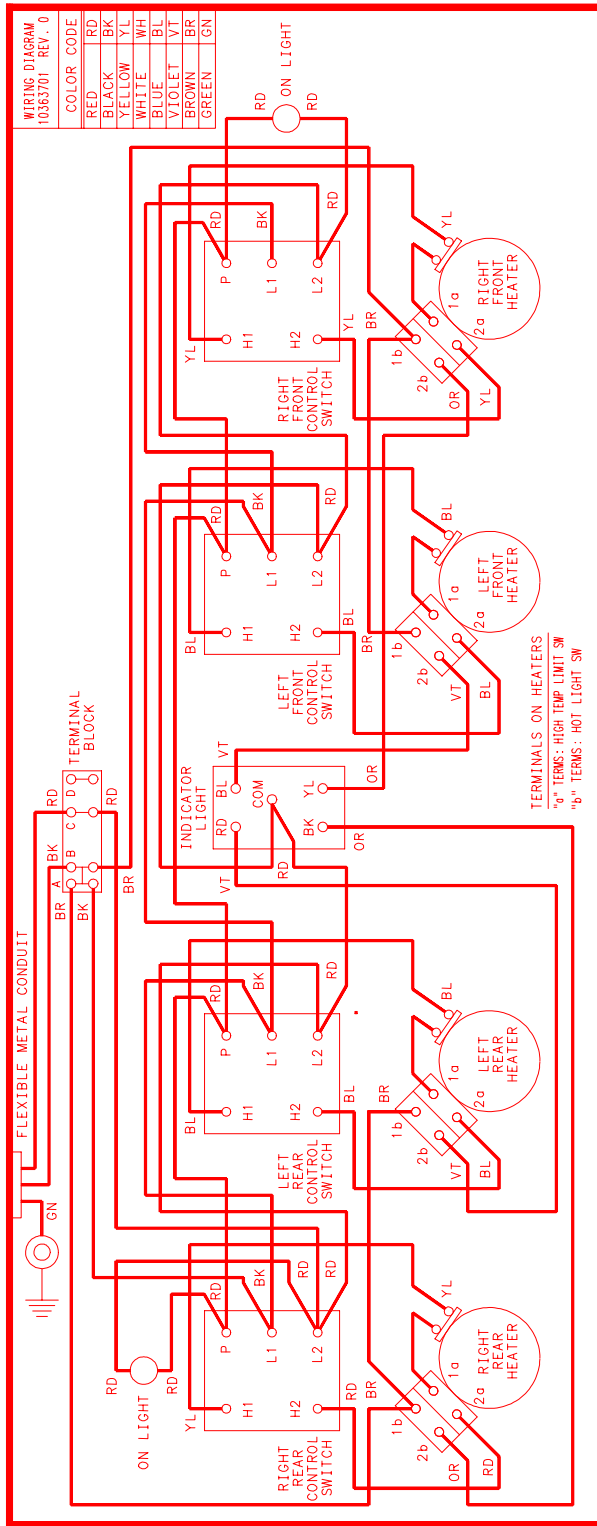 WIRING DIAGRAM
10363701 REV. 0
COLOR CODE
RED RD
BLACK BK
YELLOW YL
WHITE WH
BLUE BL
VIOLET VT
BROWN BR
GREEN GN
FLEXIBLE METAL CONDUIT
GN
BK
RD
BR
A
B
C
D
TERMINAL
BLOCK
BK
BR
RD
RD
ON LIGHT
RD
YL
RD
BK
RD
RD
P
L1
L2
H1
H2
RIGHT
REAR
CONTROL
SWITCH
RD
BR
YL
1b
2b
1a
2a
OR
RD
RIGHT
REAR
HEATER
BL
RD
BK
RD
P
L1
L2
H1
H2
LEFT
REAR
CONTROL
SWITCH
BL
BR
BL
1b
2b
1a
2a
VT
BL
LEFT
REAR
HEATER
INDICATOR
LIGHT
VT
RD
BL
VT
COM
BK
YL
RD
OR
OR
BL
RD
BK
RD
P
L1
L2
H1
H2
LEFT
FRONT
CONTROL
SWITCH
BL
BR
BL
1b
2b
1a
2a
VT
BL
LEFT
FRONT
HEATER
YL
RD
BK
RD
P
L1
L2
H1
H2
RIGHT
FRONT
CONTROL
SWITCH
RD
ON LIGHT
RD
YL
BR
YL
1b
2b
1a
2a
OR
YL
RIGHT
FRONT
HEATER
TERMINALS ON HEATERS
"a" TERMS: HIGH TEMP LIMIT SW
"b" TERMS: HOT LIGHT SW